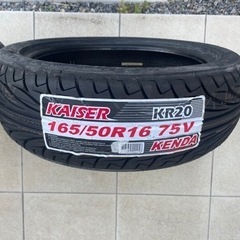 KAISER KR20
165/50R16 75V
KENDA